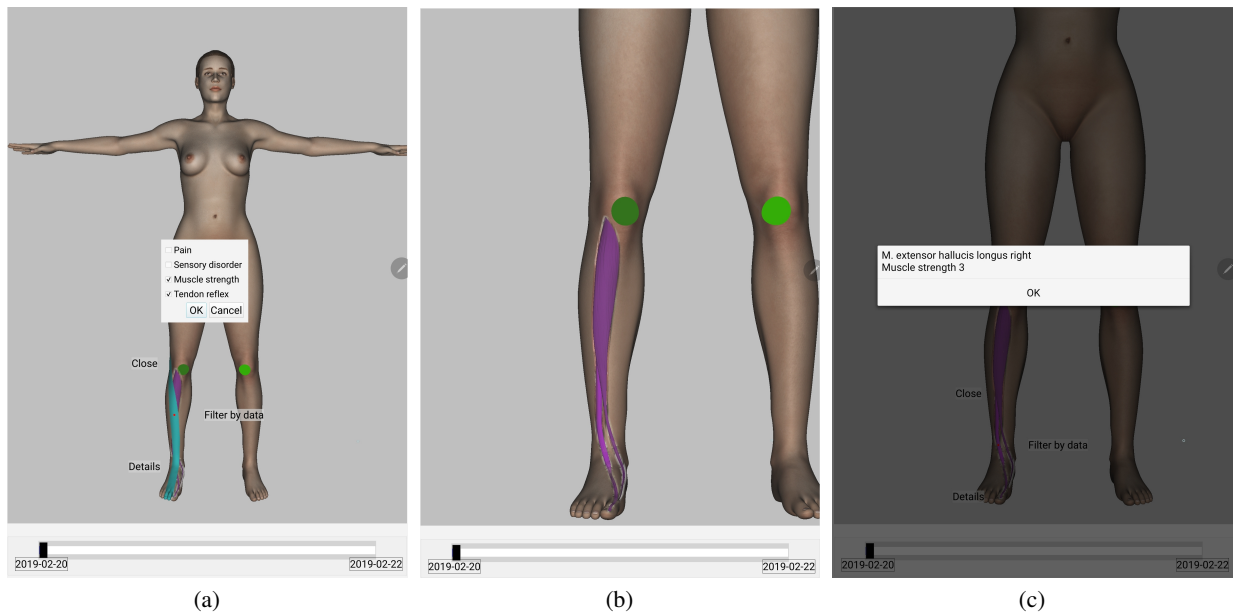 Pain
Sensory disorder
Muscle strength
Tendon reflex
OK Cancel
Close
Filter by data
Details
2019-02-20 2019-02-22
(a)
2019-02-20 2019-02-22
(b)
M. extensor hallucis longus right
Muscle strength 3
OK
Close
Filter by data
Details
2019-02-20 2019-02-22
(c)